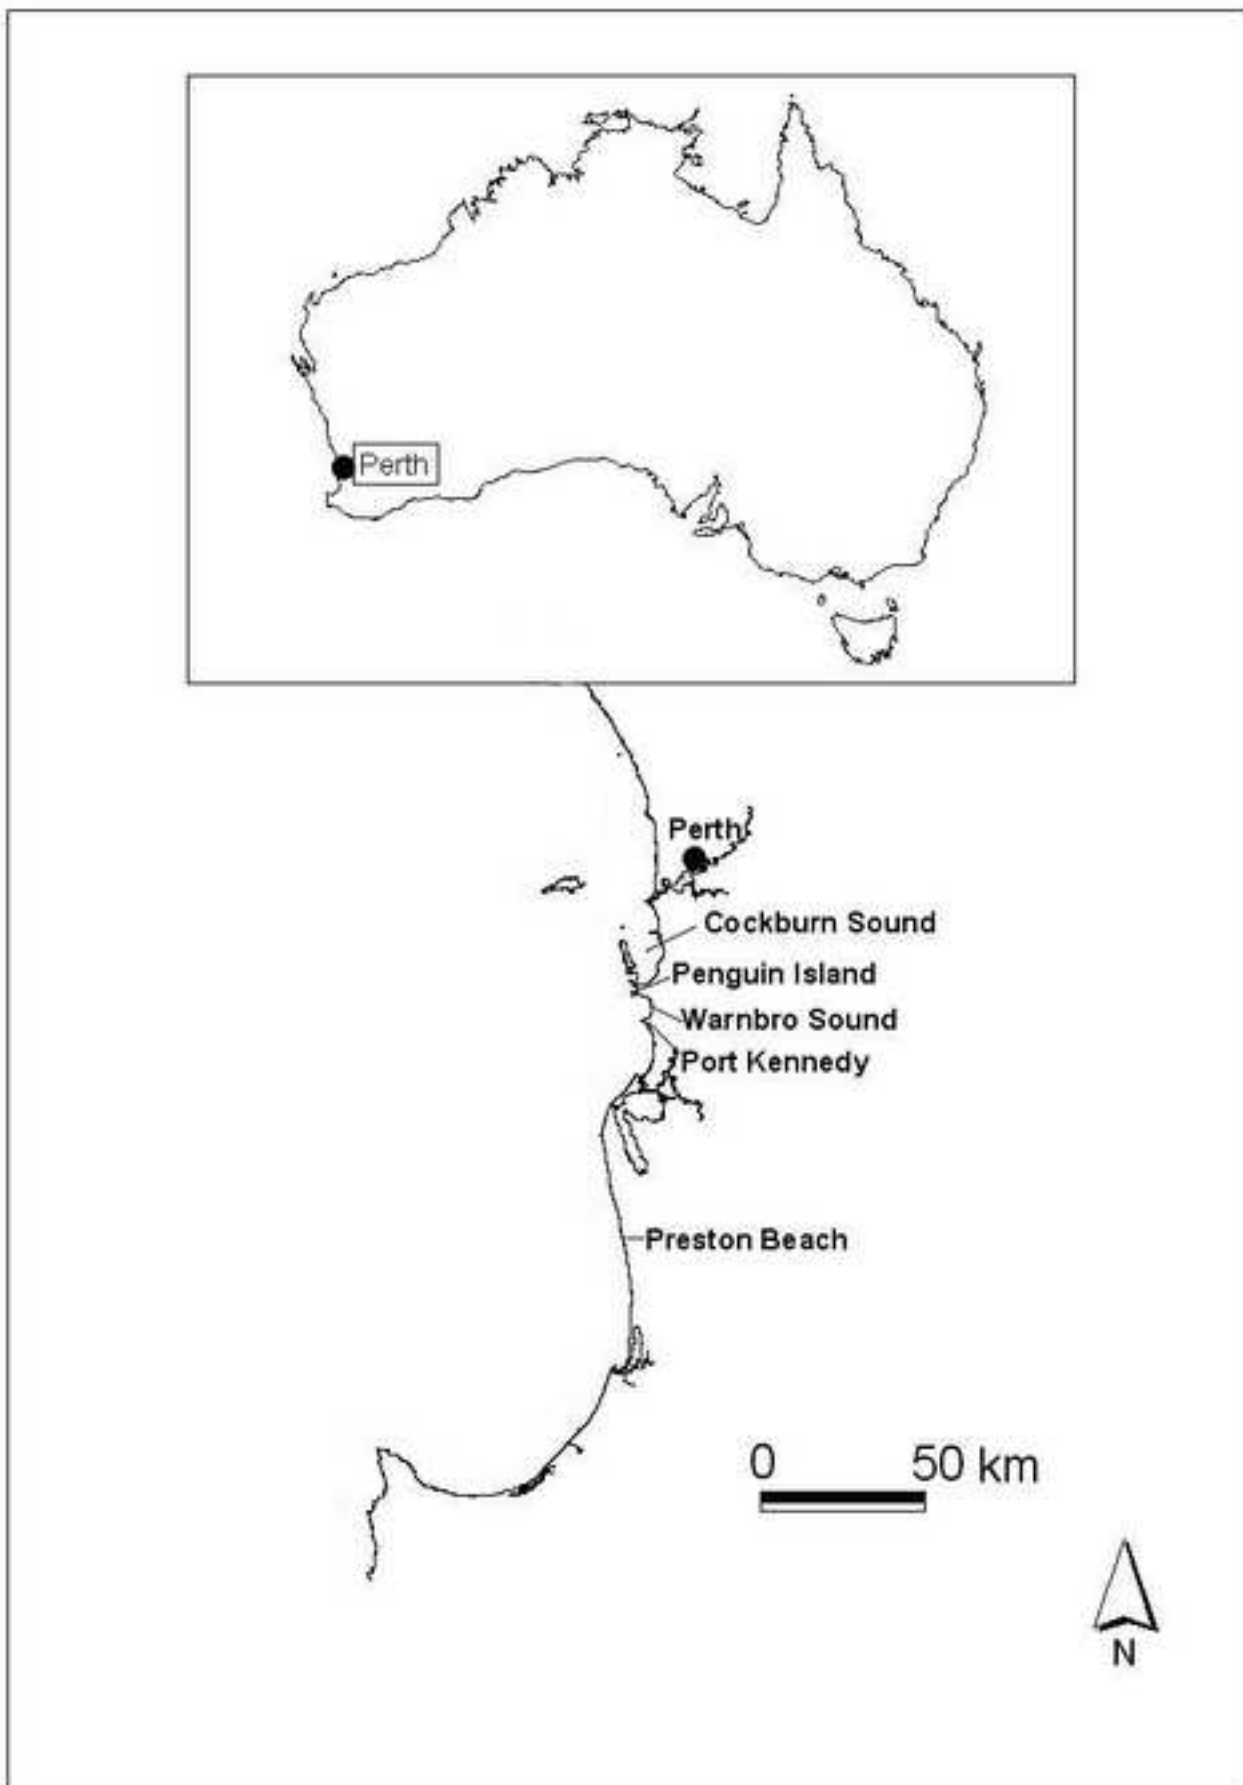 Perth
Perth
Cockburn Sound
Penguin Island
Warnbro Sound
Port Kennedy
Preston Beach
0 50 km
N